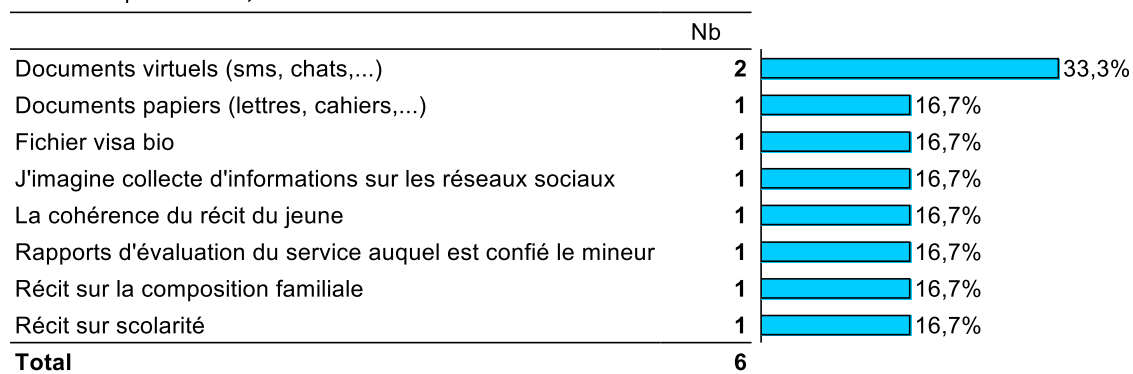 Nb
Documents virtuels (sms, chats,...) 2 33,3%
Documents papiers (lettres, cahiers,...) 1 16,7%
Fichier visa bio 1 16,7%
J'imagine collecte d'informations sur les réseaux sociaux 1 16,7%
La cohérence du récit du jeune 1 16,7%
Rapports d'évaluation du service auquel est confié le mineur 1 16,7%
Récit sur la composition familiale 1 16,7%
Récit sur scolarité 1 16,7%
Total 6